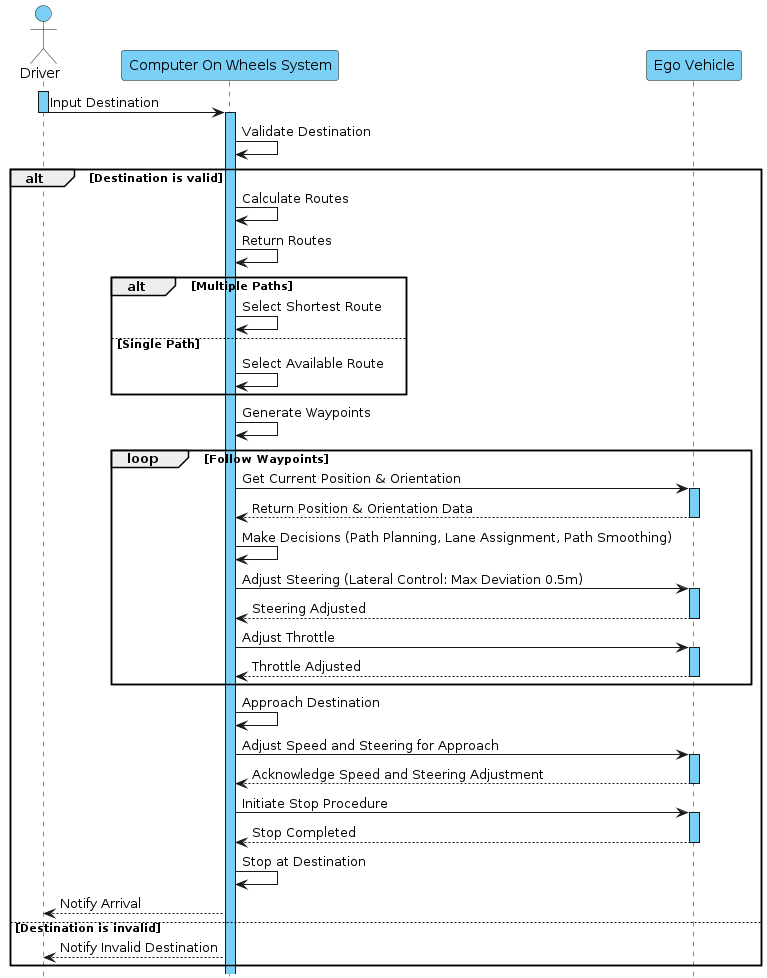 Driver
Computer On Wheels System
Ego Vehicle
Input Destination
Validate Destination
alt
[Destination is valid]
Calculate Routes
Return Routes
alt
[Multiple Paths]
Select Shortest Route
[Single Path]
Select Available Route
Generate Waypoints
loop
[Follow Waypoints]
Get Current Position & Orientation
Return Position & Orientation Data
Make Decisions (Path Planning, Lane Assignment, Path Smoothing)
Adjust Steering (Lateral Control: Max Deviation 0.5m)
Steering Adjusted
Adjust Throttle
Throttle Adjusted
Approach Destination
Adjust Speed and Steering for Approach
Acknowledge Speed and Steering Adjustment
Initiate Stop Procedure
Stop Completed
Stop at Destination
Notify Arrival
[Destination is invalid]
Notify Invalid Destination